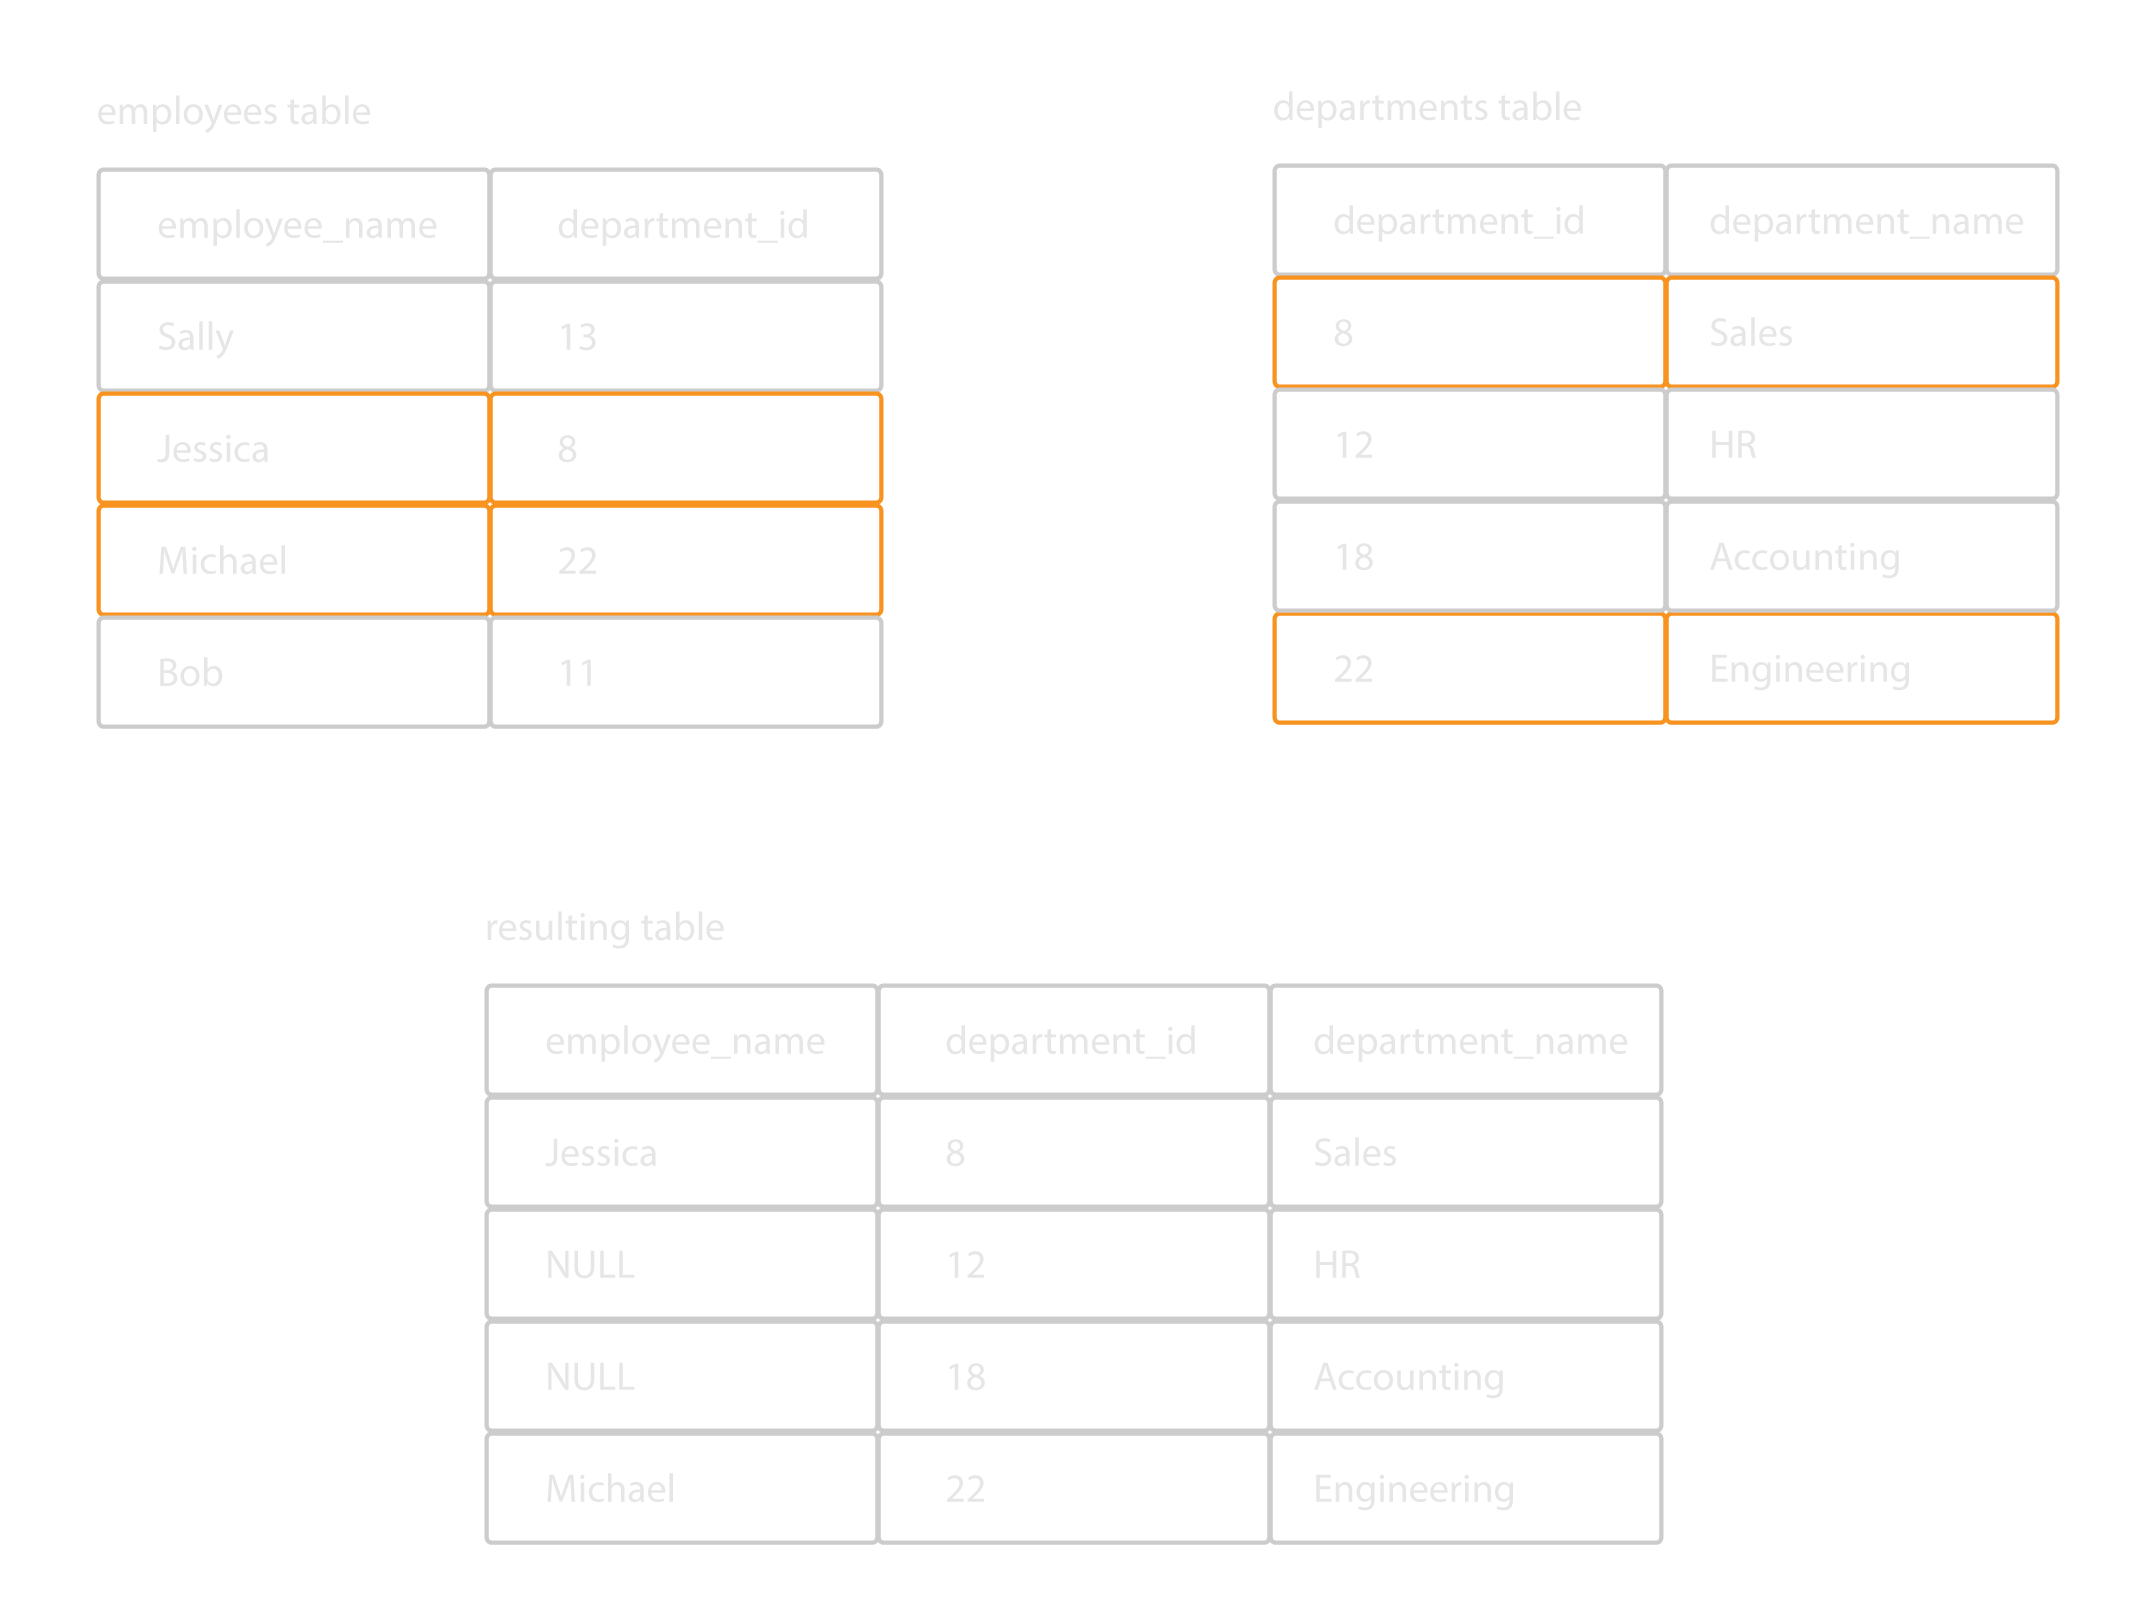 employees table
employee_name department_id
Sally 13
Jessica 8
Michael 22
Bob 11
departments table
department_id department_name
8 Sales
12 HR
18 Accounting
22 Engineering
resulting table
employee_name department_id department_name
Jessica 8 Sales
NULL 12 HR
NULL 18 Accounting
Michael 22 Engineering